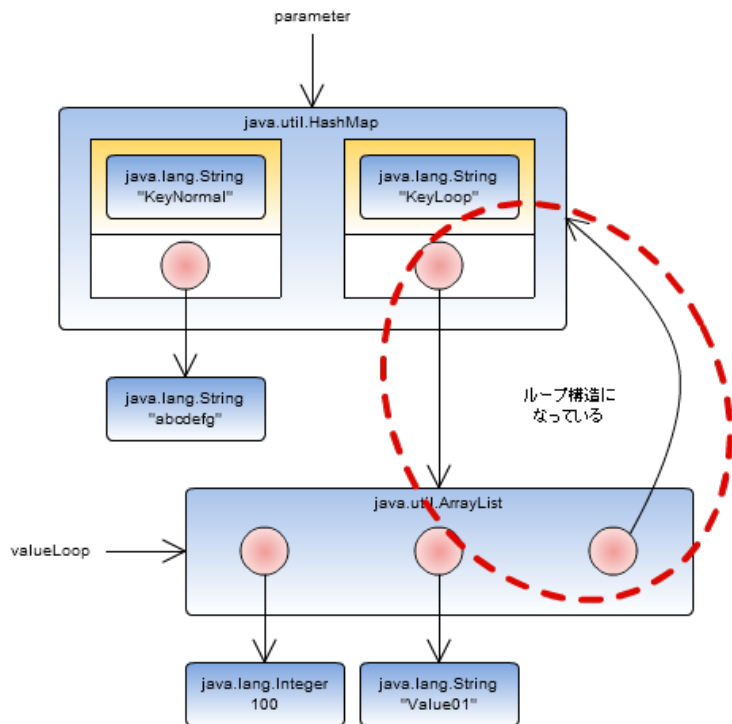 parameter
java.util.HashMap
java.lang.String
"KeyNormal"
java.lang.String
"KeyLoop"
java.lang.String
"abodefg"
ループ構造に
なっている
java.util.ArrayList
valueLoop
java.lang.Integer
100
java.lang.String
"Value01"